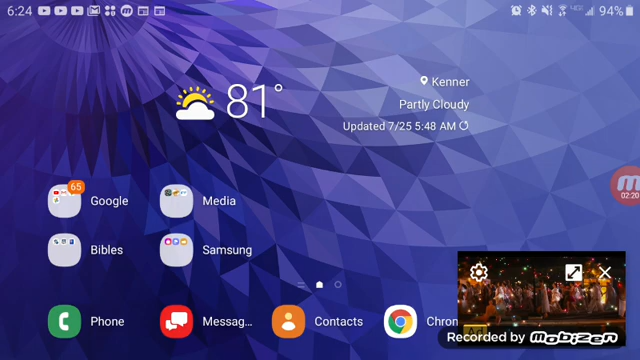 6:24
94%
81°
Kenner
Partly Cloudy
Updated 7/25 5:48 AM
65
Google
Media
02:20
Bibles
Samsung
Phone
Messag...
Contacts
Chron
Recorded by mobizen